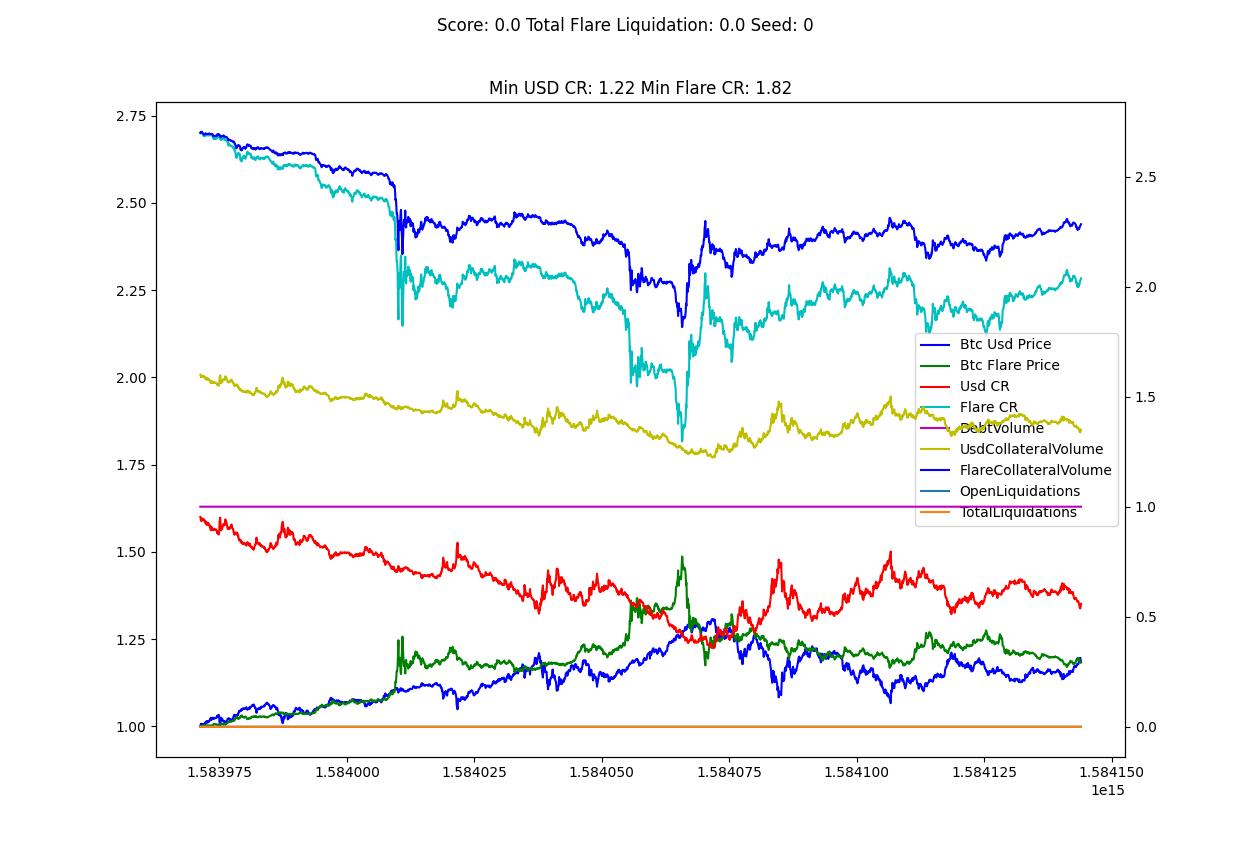 Score: 0.0 Total Flare Liquidation: 0.0 Seed: 0
Min USD CR: 1.22 Min Flare CR: 1.82
2.75
2.50
2.25
2.00
1.75
1.50
1.25
1.00
2.5
2.0
1.5
1.0
0.5
0.0
Btc Usd Price
Btc Flare Price
Usd CR
Flare CR
DebtVolume
UsdCollateralVolume
FlareCollateralVolume
OpenLiquidations
TotalLiquidations
1.583975 1.584000 1.584025 1.584050 1.584075 1.584100 1.584125 1.584150
1e15